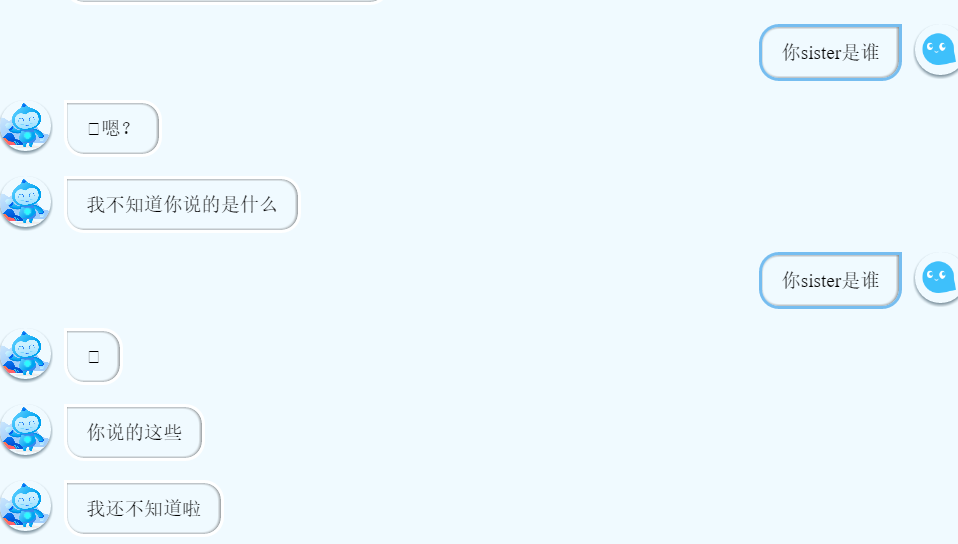 你sister是谁
嗯?
我不知道你说的是什么
你sister是谁
你说的这些
我还不知道啦